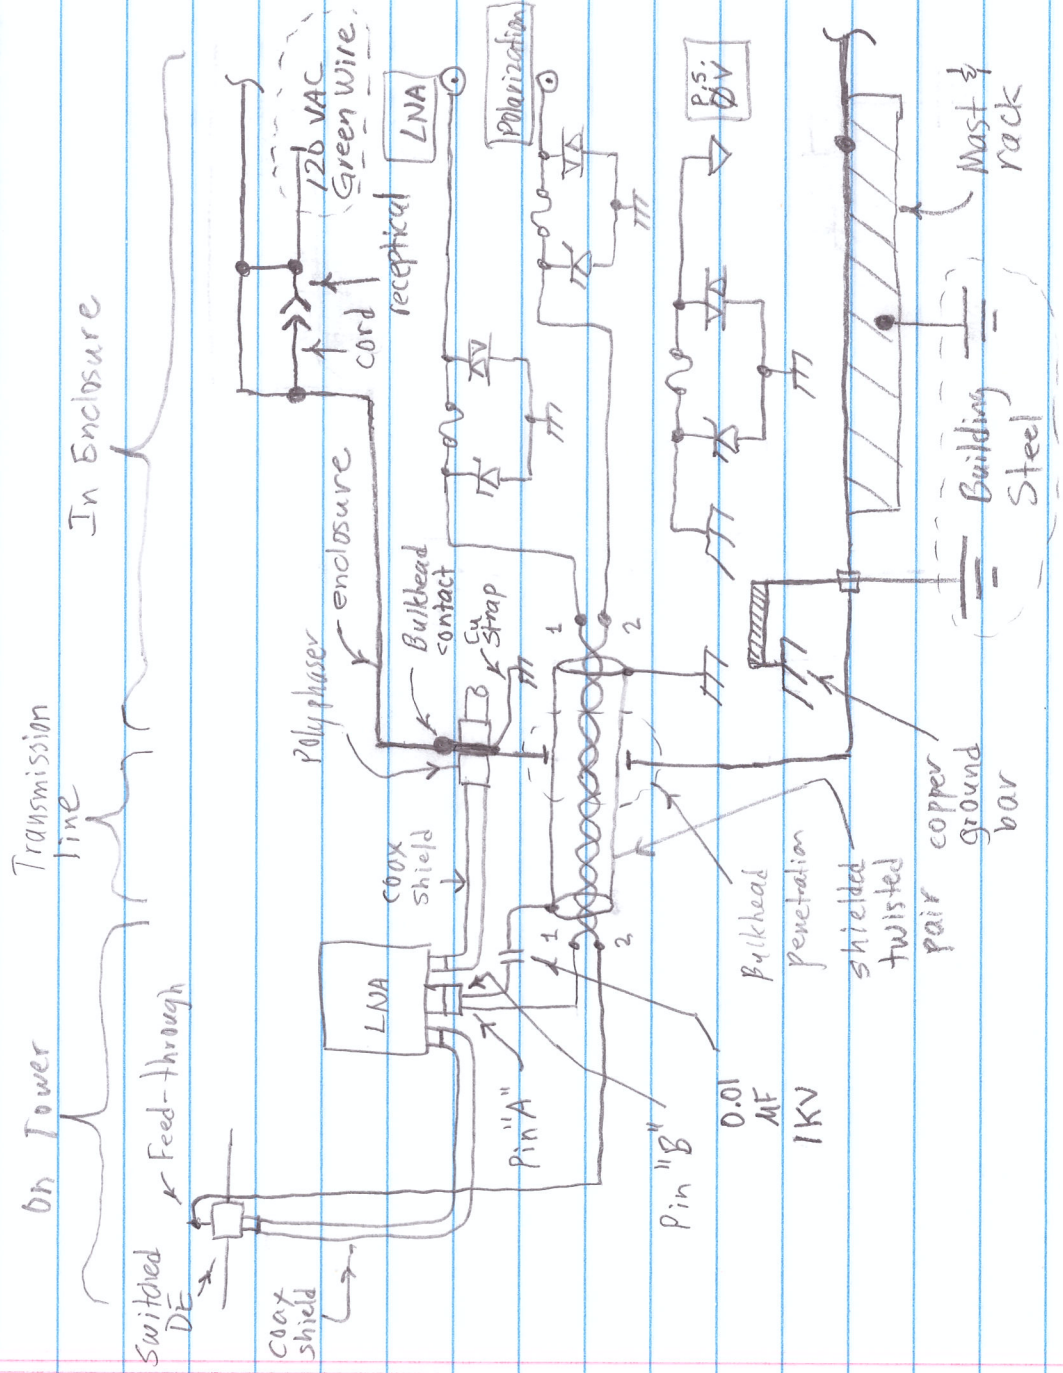 On Tower
Transmission
line
In Enclosure
Switched
DE
Feed-through
coax
shield
LNA
Pin "A"
Pin "B"
0.01
MF
1KV
coax
shield
1
2
Polyphaser
enclosure
Bulkhead
contact
Cu
strap
1
2
Bulkhead
penetration
shielded
twisted
pair
copper
ground
bar
cord
receptical
120 VAC
Green Wire
LNA
Polarization
P.S.
0V
Building
Steel
Mast &
rack